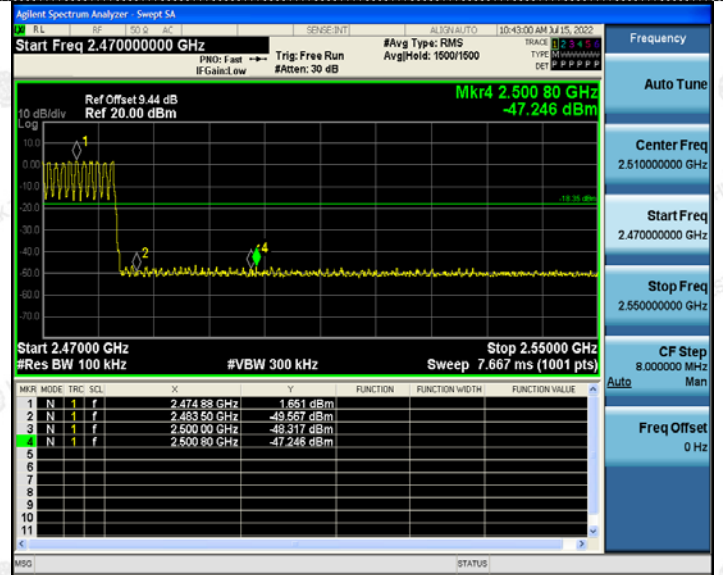 Agilent Spectrum Analyzer - Swept SA
RL RF 50 Ω AC SENSE:INT ALIGNAUTO 10:43:00 AM Jul 15, 2022
Start Freq 2.470000000 GHz
PNO: Fast Trig: Free Run
IFGain:Low #Atten: 30 dB
#Avg Type: RMS
Avg|Hold: 1500/1500
TRACE 1 2 3 4 5 6
TYPE M
DET P P P P P P
Frequency
Ref Offset 9.44 dB
10 dB/div Ref 20.00 dBm
Log
Mkr4 2.500 80 GHz
-47.246 dBm
10.0
0.00
-10.0
-20.0
-30.0
-40.0
-50.0
-60.0
-70.0
1
2
4
-18.35 dBm
Start 2.47000 GHz Stop 2.55000 GHz
#Res BW 100 kHz #VBW 300 kHz Sweep 7.667 ms (1001 pts)
MKR MODE TRC SCL X Y FUNCTION FUNCTION WIDTH FUNCTION VALUE
1 N 1 f 2.474 88 GHz 1.651 dBm
2 N 1 f 2.483 50 GHz -49.567 dBm
3 N 1 f 2.500 00 GHz -48.317 dBm
4 N 1 f 2.500 80 GHz -47.246 dBm
5
6
7
8
9
10
11
MSG STATUS
Auto Tune
Center Freq
2.510000000 GHz
Start Freq
2.470000000 GHz
Stop Freq
2.550000000 GHz
CF Step
8.000000 MHz
Auto Man
Freq Offset
0 Hz